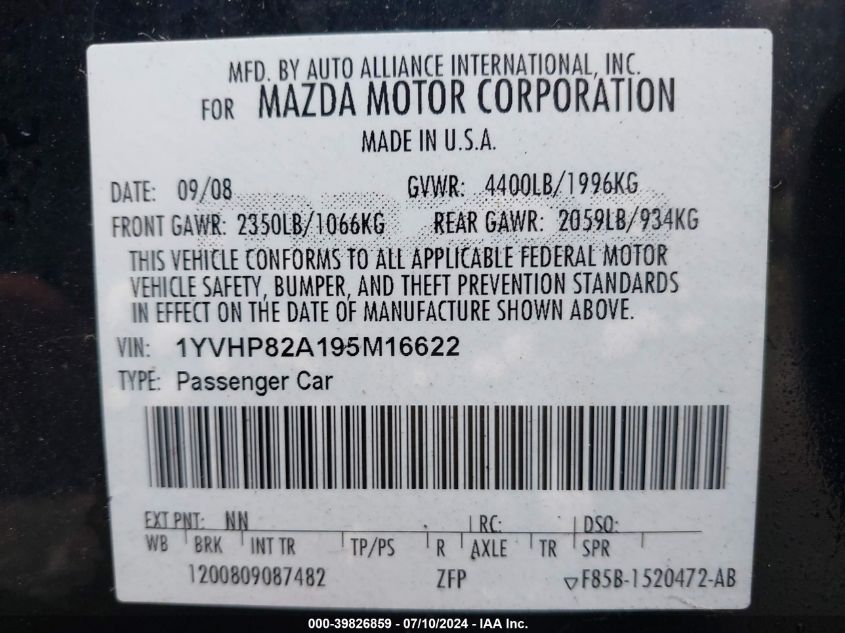 MFD. BY AUTO ALLIANCE INTERNATIONAL, INC.
FOR MAZDA MOTOR CORPORATION
MADE IN U.S.A.
DATE: 09/08 GVWR: 4400LB/1996KG
FRONT GAWR: 2350LB/1066KG REAR GAWR: 2059LB/934KG
THIS VEHICLE CONFORMS TO ALL APPLICABLE FEDERAL MOTOR
VEHICLE SAFETY, BUMPER, AND THEFT PREVENTION STANDARDS
IN EFFECT ON THE DATE OF MANUFACTURE SHOWN ABOVE.
VIN: 1YVHP82A195M16622
TYPE: Passenger Car
EXT PNT: NN RC: DSO:
WB BRK INT TR TP/PS R AXLE TR SPR
1200809087482 ZFP ▽F85B-1520472-AB
000-39826859 - 07/10/2024 - IAA Inc.